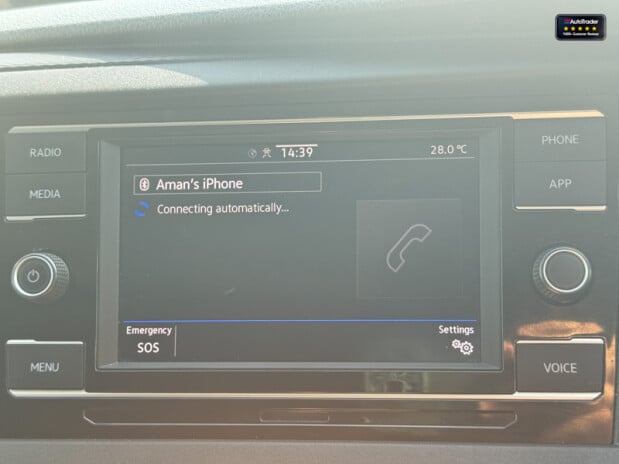 AutoTrader
RADIO
MEDIA
MENU
14:39
28.0 °C
Aman's iPhone
Connecting automatically...
Emergency
SOS
Settings
PHONE
APP
VOICE